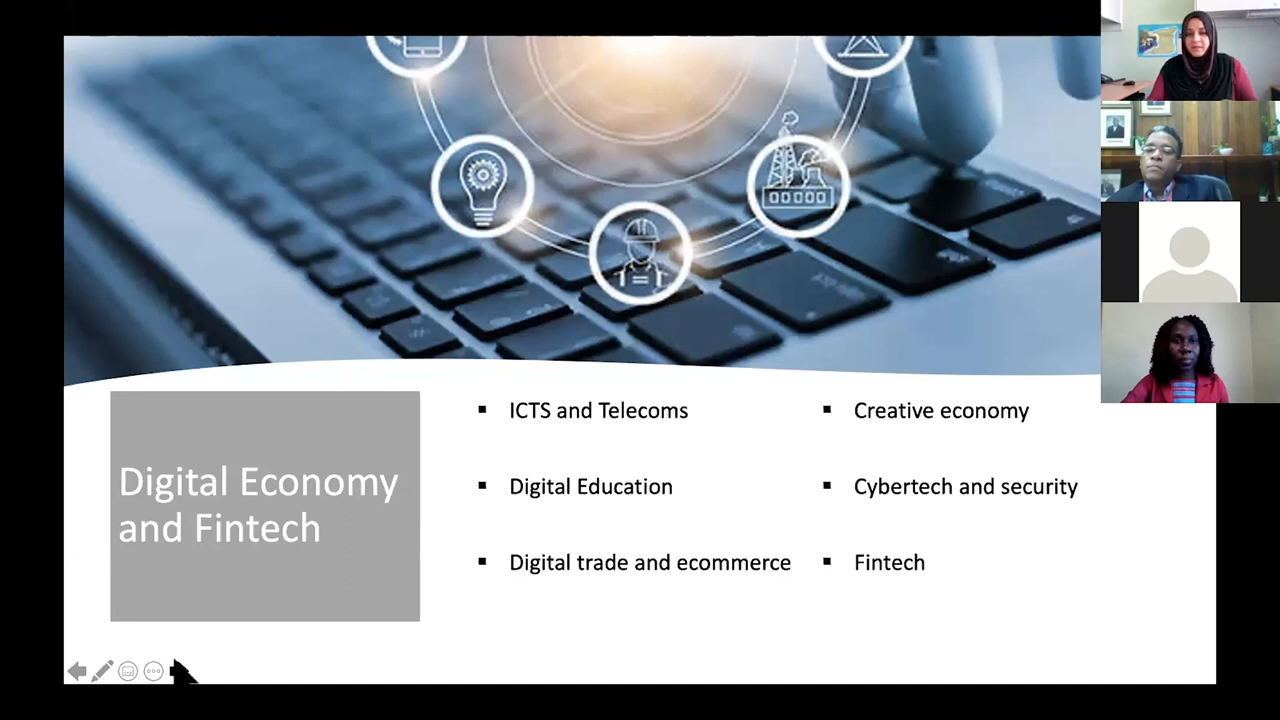 Digital Economy
and Fintech
ICTS and Telecoms
Digital Education
Digital trade and ecommerce
Creative economy
Cybertech and security
Fintech